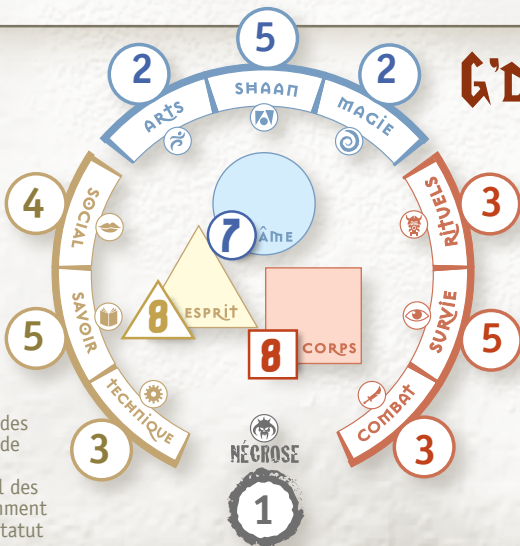 5
2
2
G'D
ARTS
SHAAN
MAGIE
4
SOCIAL
RITUELS
3
7
ÂME
5
SAVOIR
8
ESPRIT
8
CORPS
SURVIE
5
TECHNIQUE
3
COMBAT
3
NÉCROSE
1
des
de
l des
nment
tatut